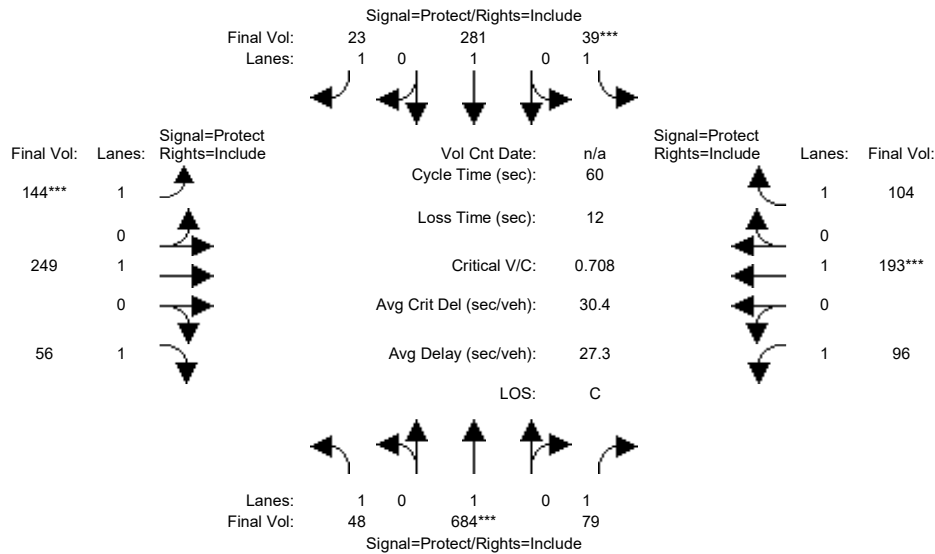 Signal=Protect/Rights=Include
Final Vol: 23 281 39***
Lanes: 1 0 1 0 1
Signal=Protect
Final Vol: Lanes: Rights=Include
Vol Cnt Date: n/a
Signal=Protect
Rights=Include Lanes: Final Vol:
Cycle Time (sec): 60
144*** 1
1 104
Loss Time (sec): 12
0
0
249 1
Critical V/C: 0.708
1 193***
0
Avg Crit Del (sec/veh): 30.4
0
56 1
Avg Delay (sec/veh): 27.3
1 96
LOS: C
Lanes: 1 0 1 0 1
Final Vol: 48 684*** 79
Signal=Protect/Rights=Include